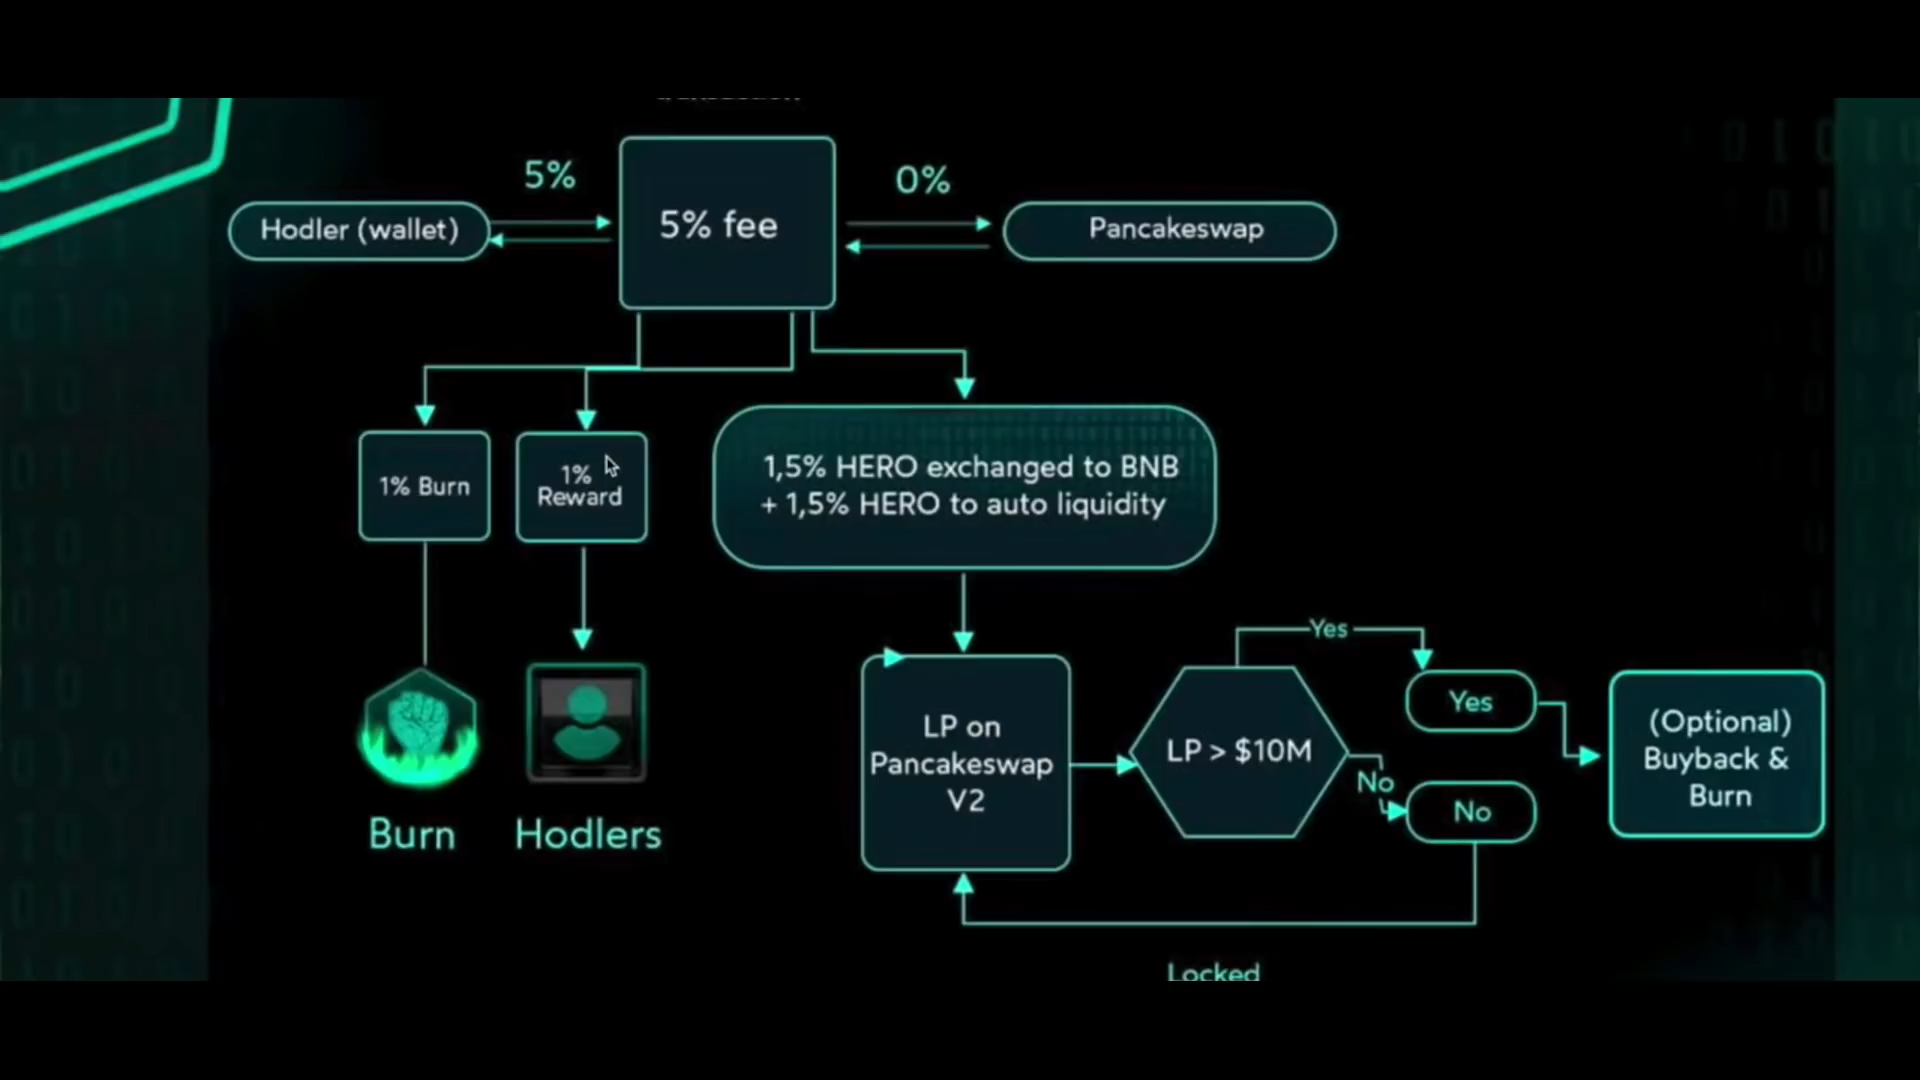 5%
0%
Hodler (wallet)
5% fee
Pancakeswap
1% Burn
1%
Reward
1,5% HERO exchanged to BNB
+ 1,5% HERO to auto liquidity
Yes
LP on
Pancakeswap
V2
LP > $10M
No
Yes
No
(Optional)
Buyback &
Burn
Burn
Hodlers
Locked